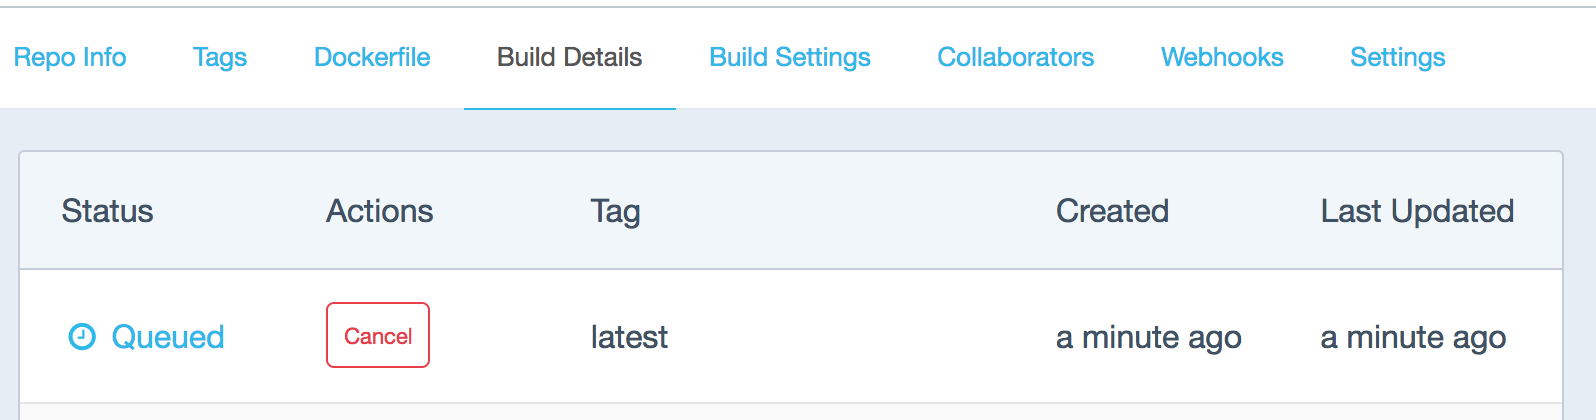 Repo Info Tags Dockerfile Build Details Build Settings Collaborators Webhooks Settings
Status Actions Tag Created Last Updated
Queued Cancel latest a minute ago a minute ago